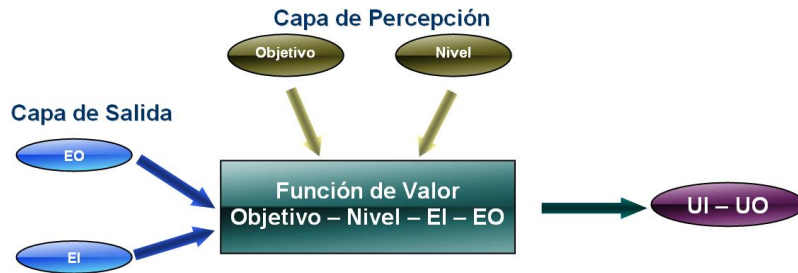 Capa de Percepción
Objetivo
Nivel
Capa de Salida
EO
Función de Valor
Objetivo – Nivel – EI – EO
UI – UO
EI